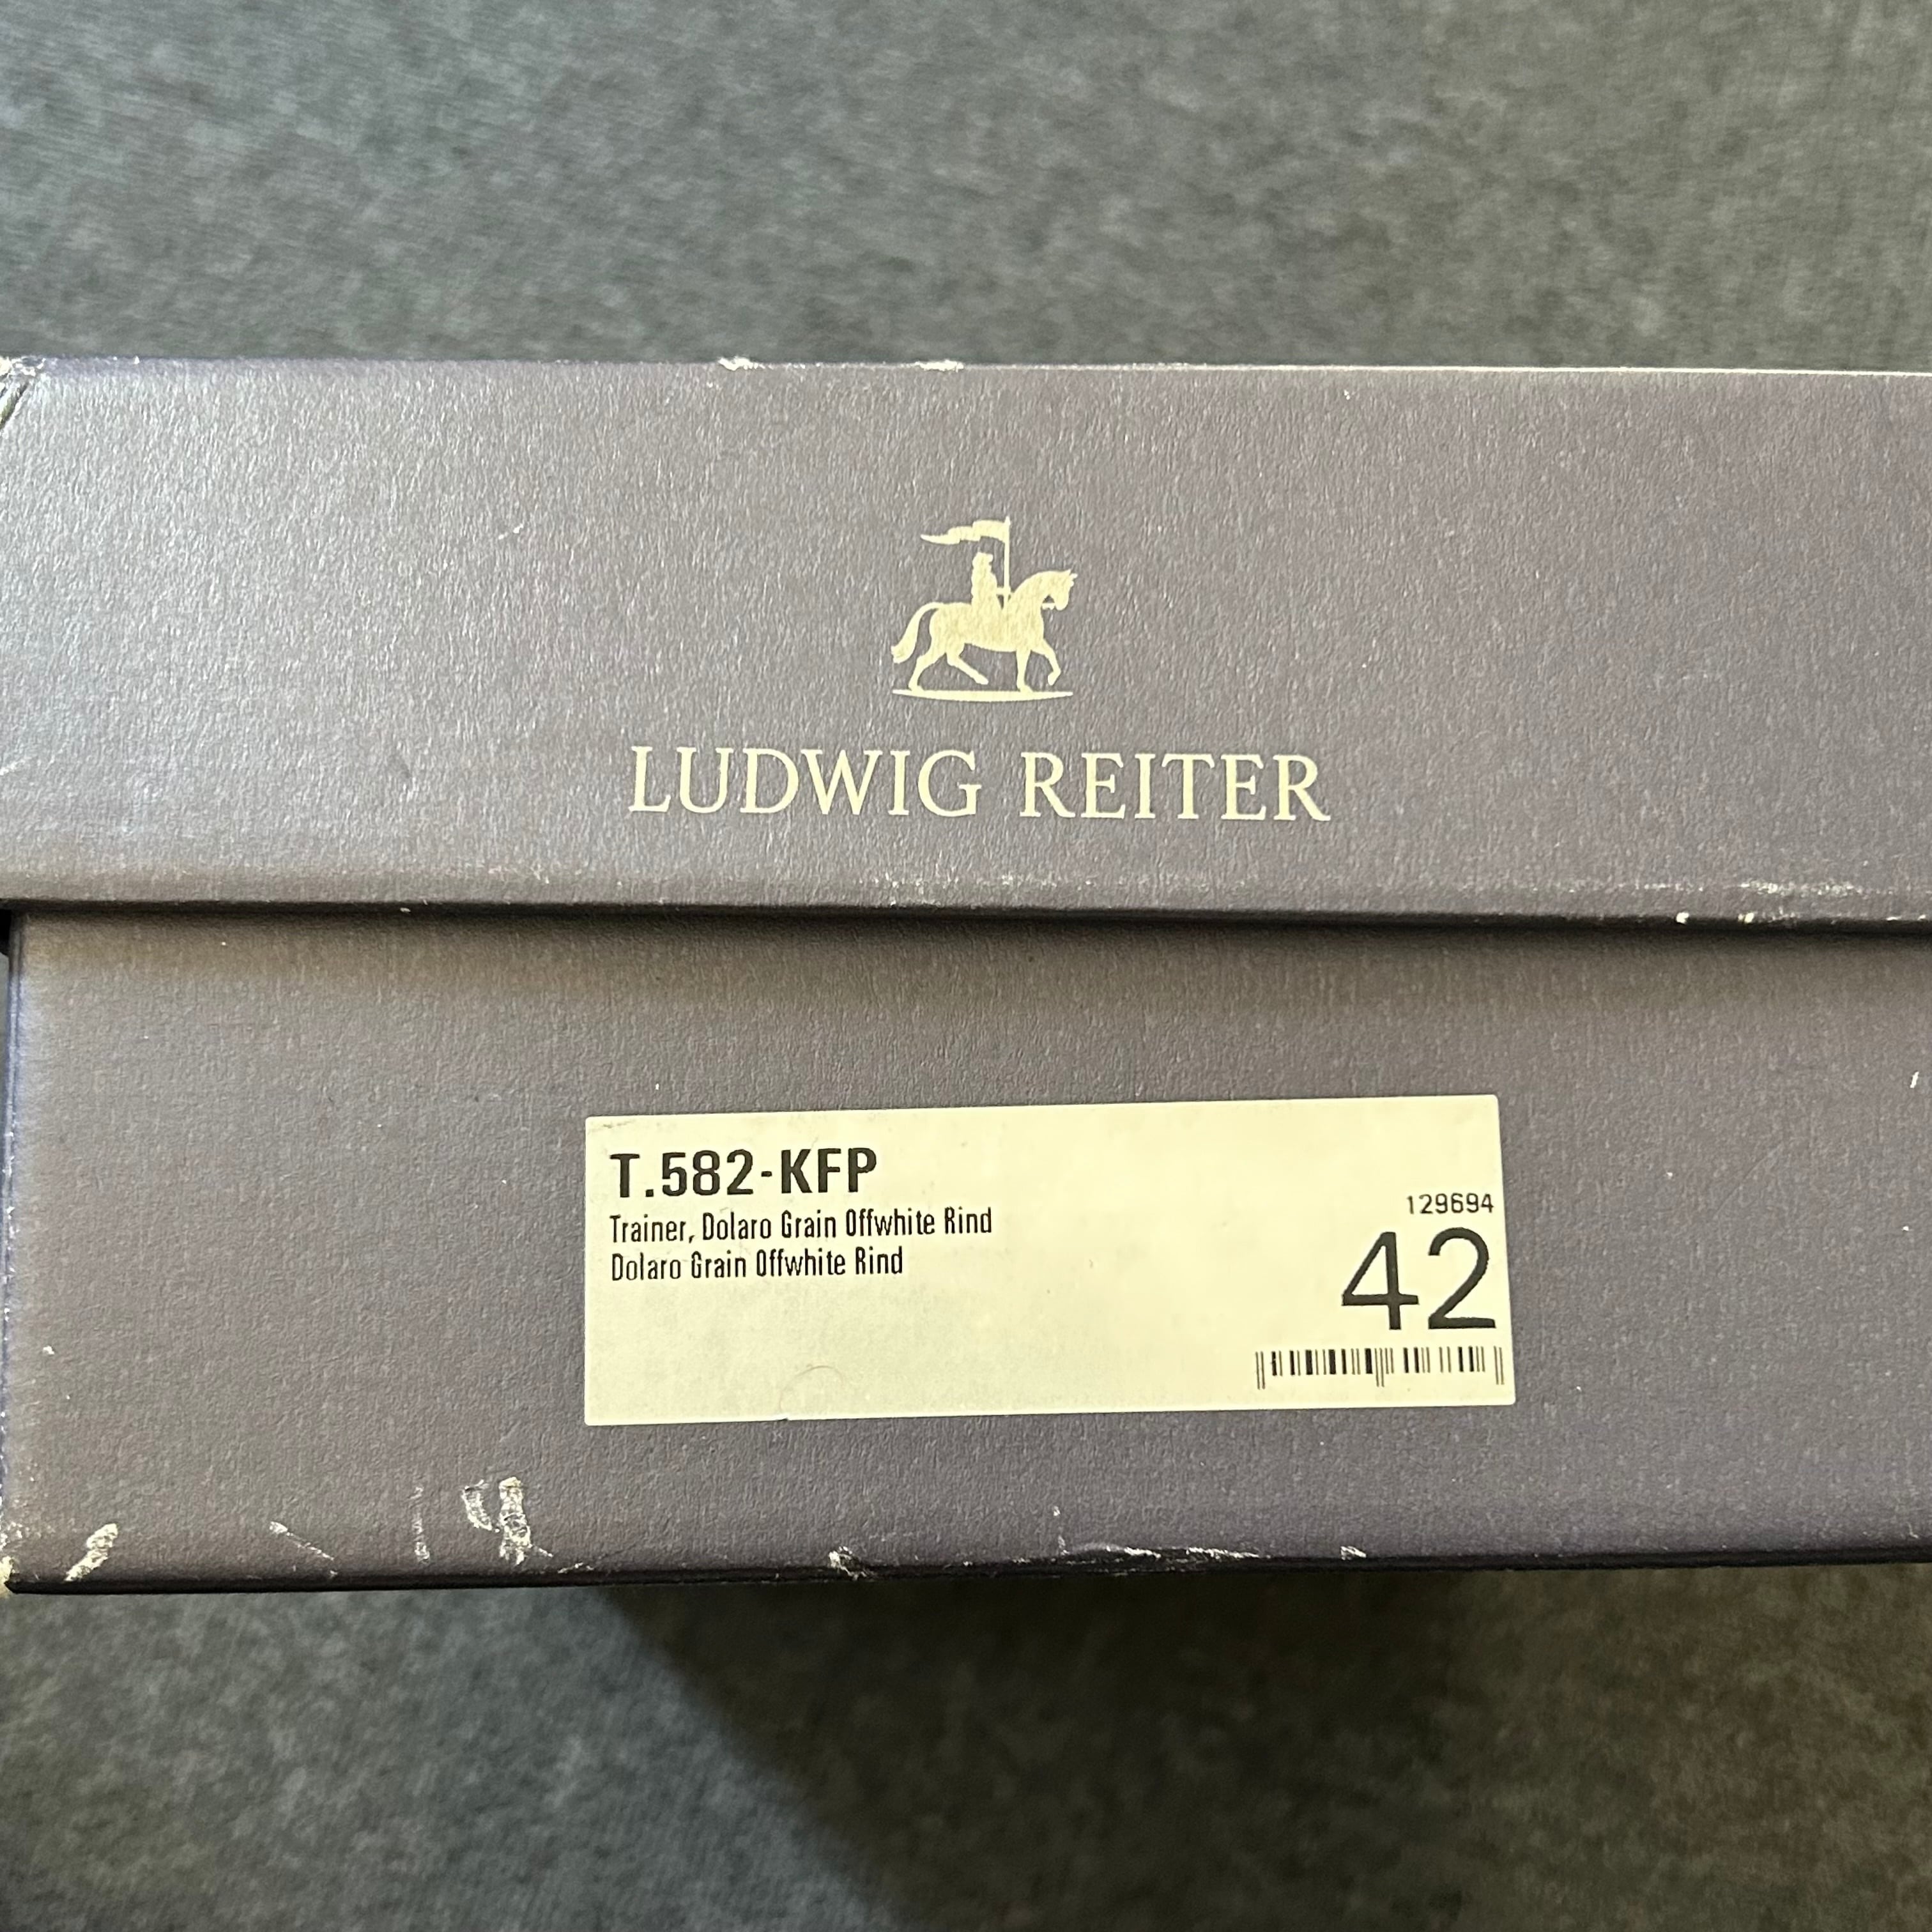 LUDWIG REITER
T.582-KFP
Trainer, Dolaro Grain Offwhite Rind
Dolaro Grain Offwhite Rind
129694
42